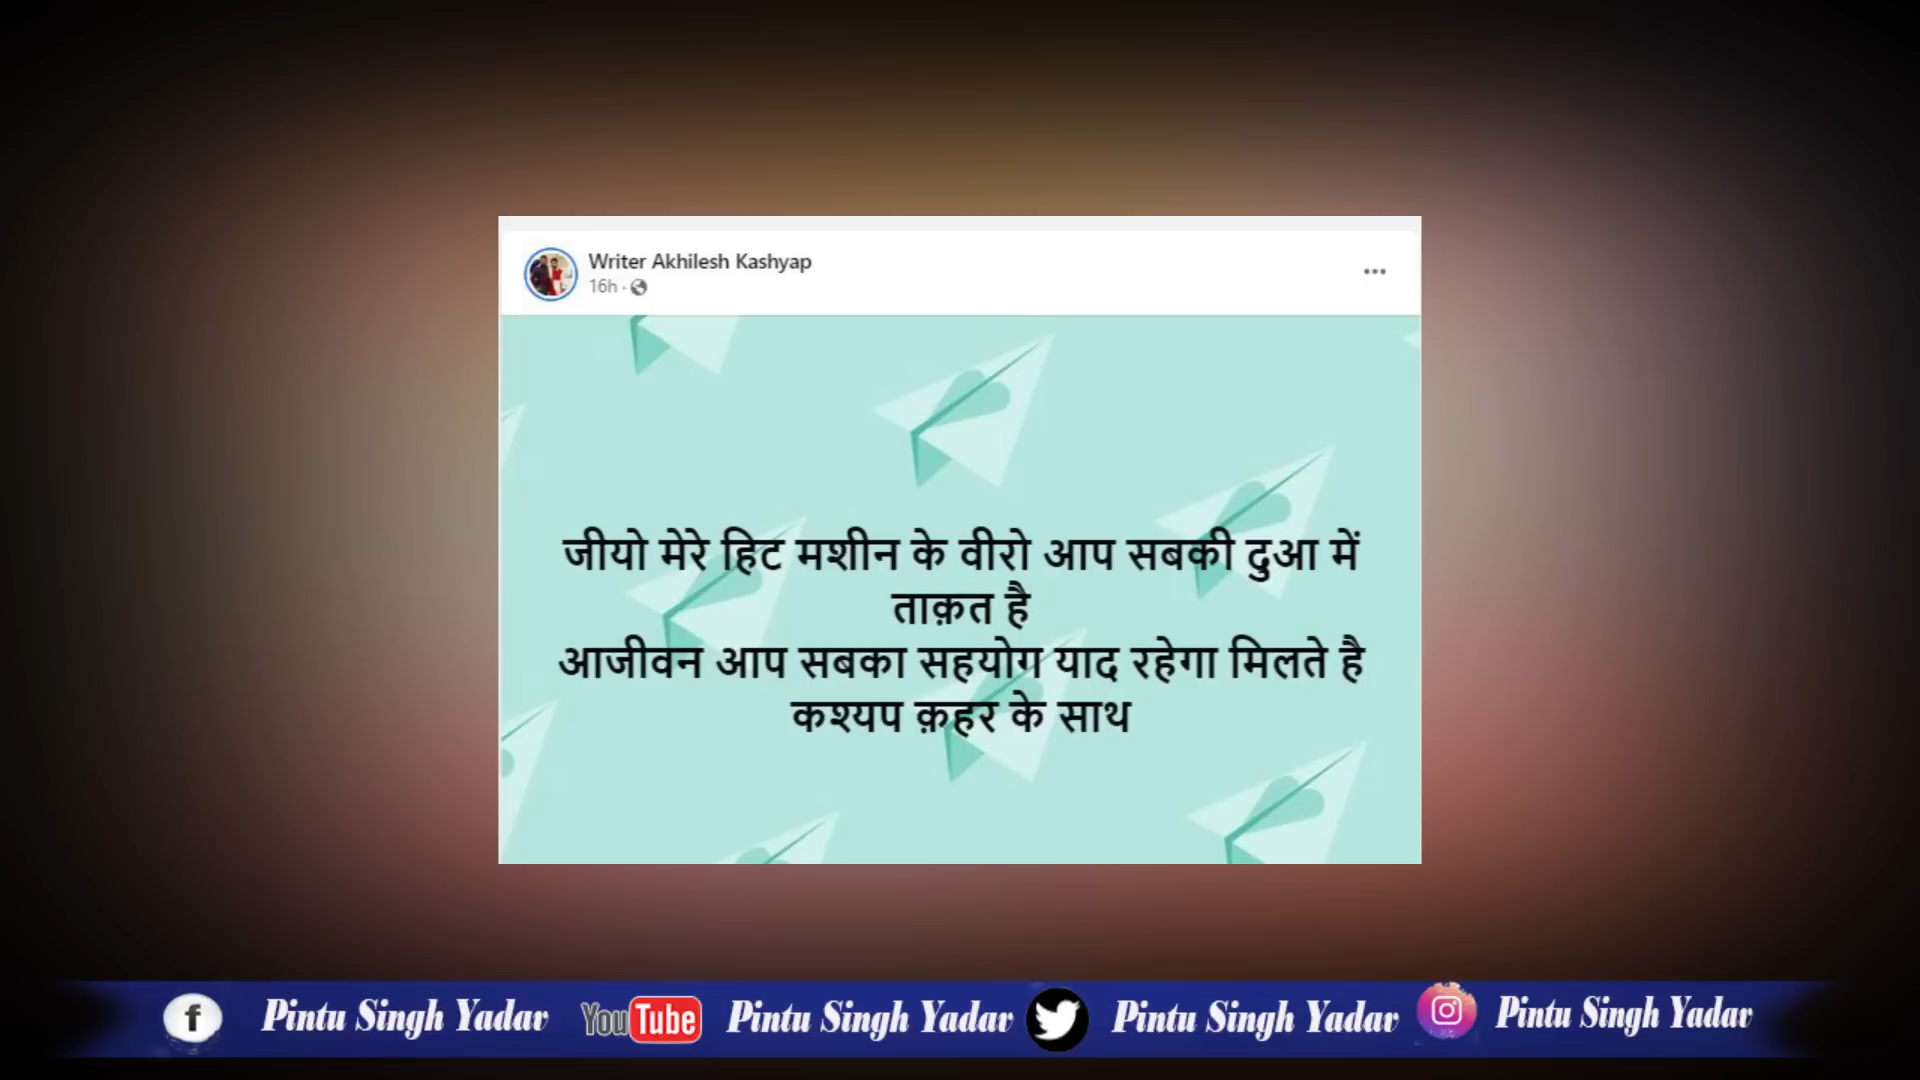 Writer Akhilesh Kashyap
16h ·
जीयो मेरे हिट मशीन के वीरो आप सबकी दुआ में
ताक़त है
आजीवन आप सबका सहयोग याद रहेगा मिलते है
कश्यप क़हर के साथ
f Pintu Singh Yadav YouTube Pintu Singh Yadav Pintu Singh Yadav Pintu Singh Yadav